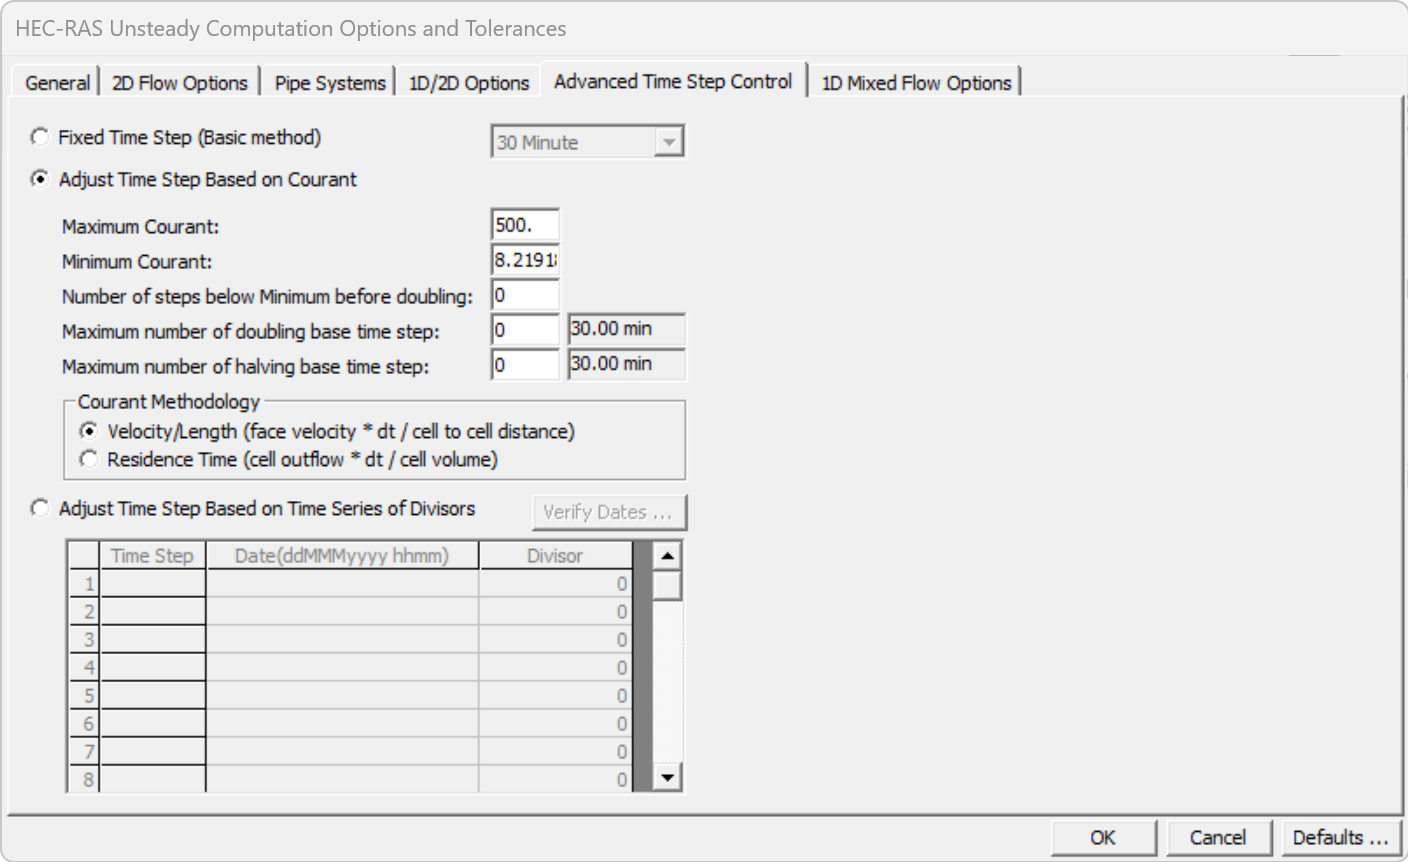 HEC-RAS Unsteady Computation Options and Tolerances
General 2D Flow Options Pipe Systems 1D/2D Options Advanced Time Step Control 1D Mixed Flow Options
Fixed Time Step (Basic method) 30 Minute
Adjust Time Step Based on Courant
Maximum Courant: 500.
Minimum Courant: 8.21918
Number of steps below Minimum before doubling: 0
Maximum number of doubling base time step: 0 30.00 min
Maximum number of halving base time step: 0 30.00 min
Courant Methodology
Velocity/Length (face velocity * dt / cell to cell distance)
Residence Time (cell outflow * dt / cell volume)
Adjust Time Step Based on Time Series of Divisors Verify Dates ...
Time Step Date(ddMMMyyyy hhmm) Divisor
1 0
2 0
3 0
4 0
5 0
6 0
7 0
8 0
OK Cancel Defaults ...